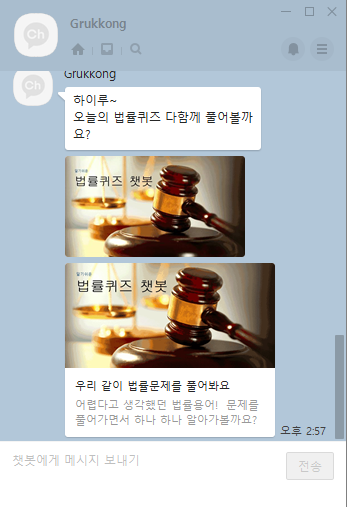 Ch
Grukkong
Ch
Grukkong
하이루~
오늘의 법률퀴즈 다함께 풀어볼까
요?
법률퀴즈 챗봇
법률퀴즈 챗봇
우리 같이 법률문제를 풀어봐요
어렵다고 생각했던 법률용어! 문제를
풀어가면서 하나 하나 알아가볼까요?
오후 2:57
챗봇에게 메시지 보내기
전송